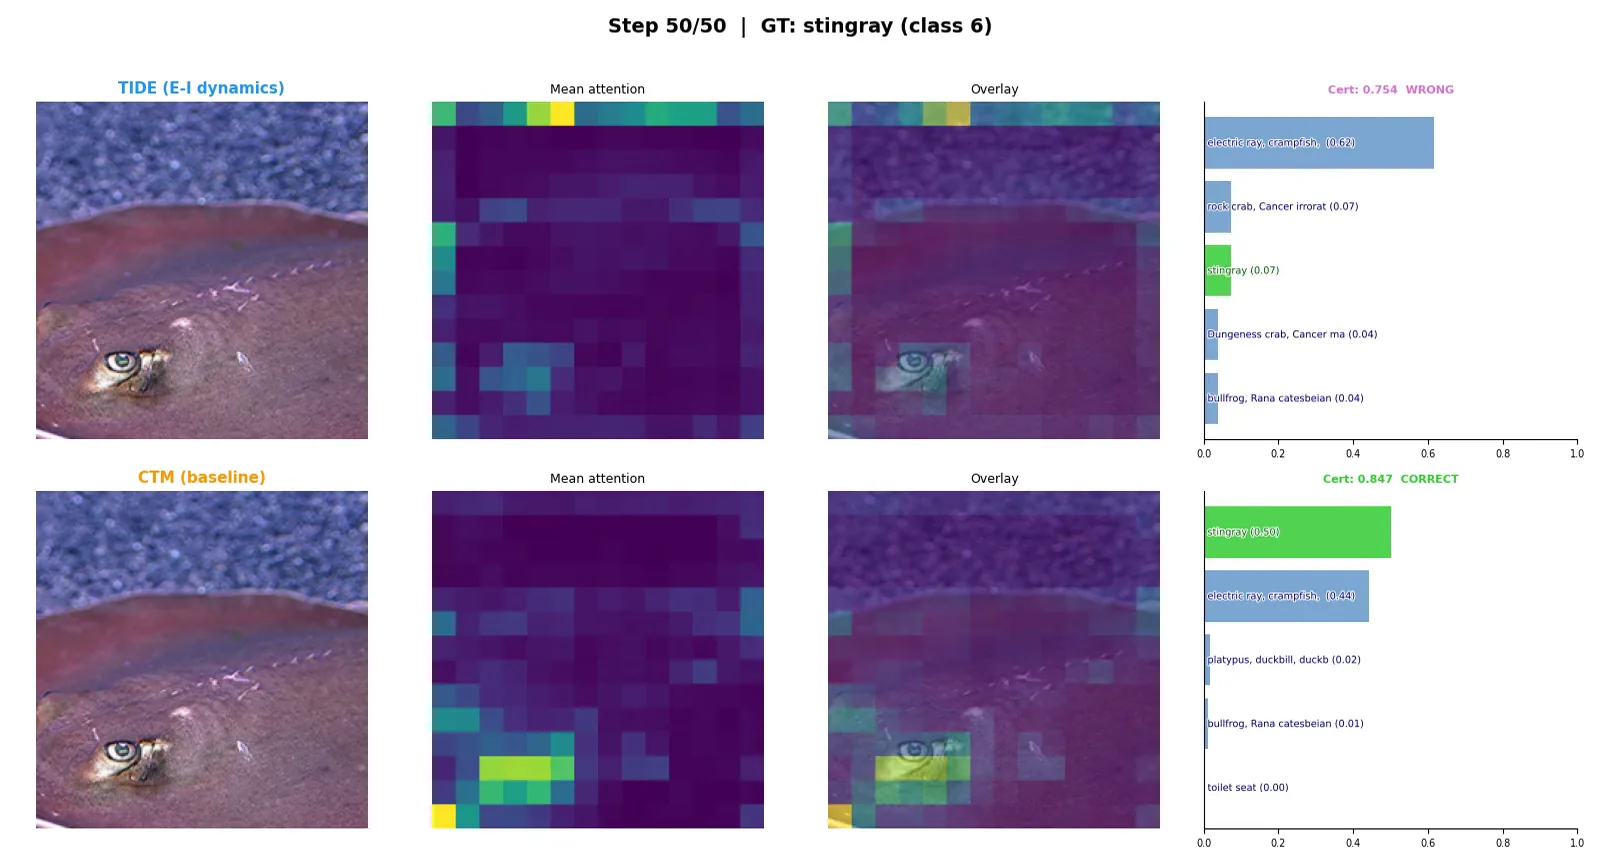 Step 50/50 | GT: stingray (class 6)
TIDE (E-I dynamics)
Mean attention
Overlay
Cert: 0.754 WRONG
electric ray, crampfish, (0.62)
rock crab, Cancer irrorat (0.07)
stingray (0.07)
Dungeness crab, Cancer ma (0.04)
bullfrog, Rana catesbeian (0.04)
0.0 0.2 0.4 0.6 0.8 1.0
CTM (baseline)
Mean attention
Overlay
Cert: 0.847 CORRECT
stingray (0.50)
electric ray, crampfish, (0.44)
platypus, duckbill, duckb (0.02)
bullfrog, Rana catesbeian (0.01)
toilet seat (0.00)
0.0 0.2 0.4 0.6 0.8 1.0